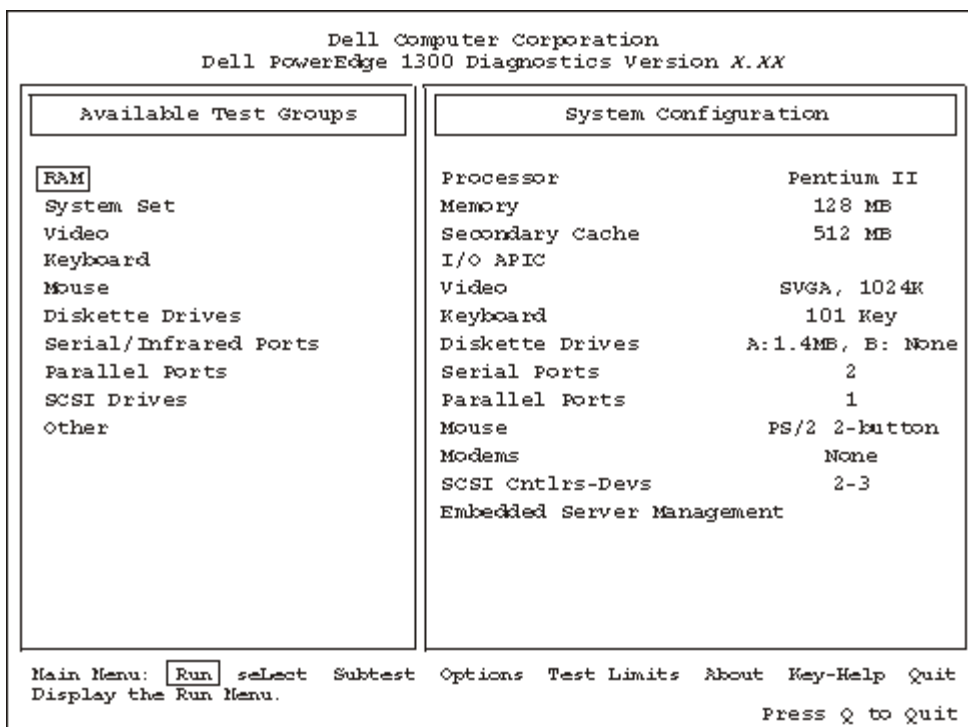 Dell Computer Corporation
Dell PowerEdge 1300 Diagnostics Version X.XX
Available Test Groups
RAM
System Set
Video
Keyboard
Mouse
Diskette Drives
Serial/Infrared Ports
Parallel Ports
SCSI Drives
Other
System Configuration
Processor Pentium II
Memory 128 MB
Secondary Cache 512 MB
I/O APIC
Video SVGA, 1024K
Keyboard 101 Key
Diskette Drives A:1.4MB, B: None
Serial Ports 2
Parallel Ports 1
Mouse PS/2 2-button
Modems None
SCSI Cntlrs-Devs 2-3
Embedded Server Management
Main Menu: Run seLect Subtest Options Test Limits About Key-Help Quit
Display the Run Menu.
Press Q to Quit